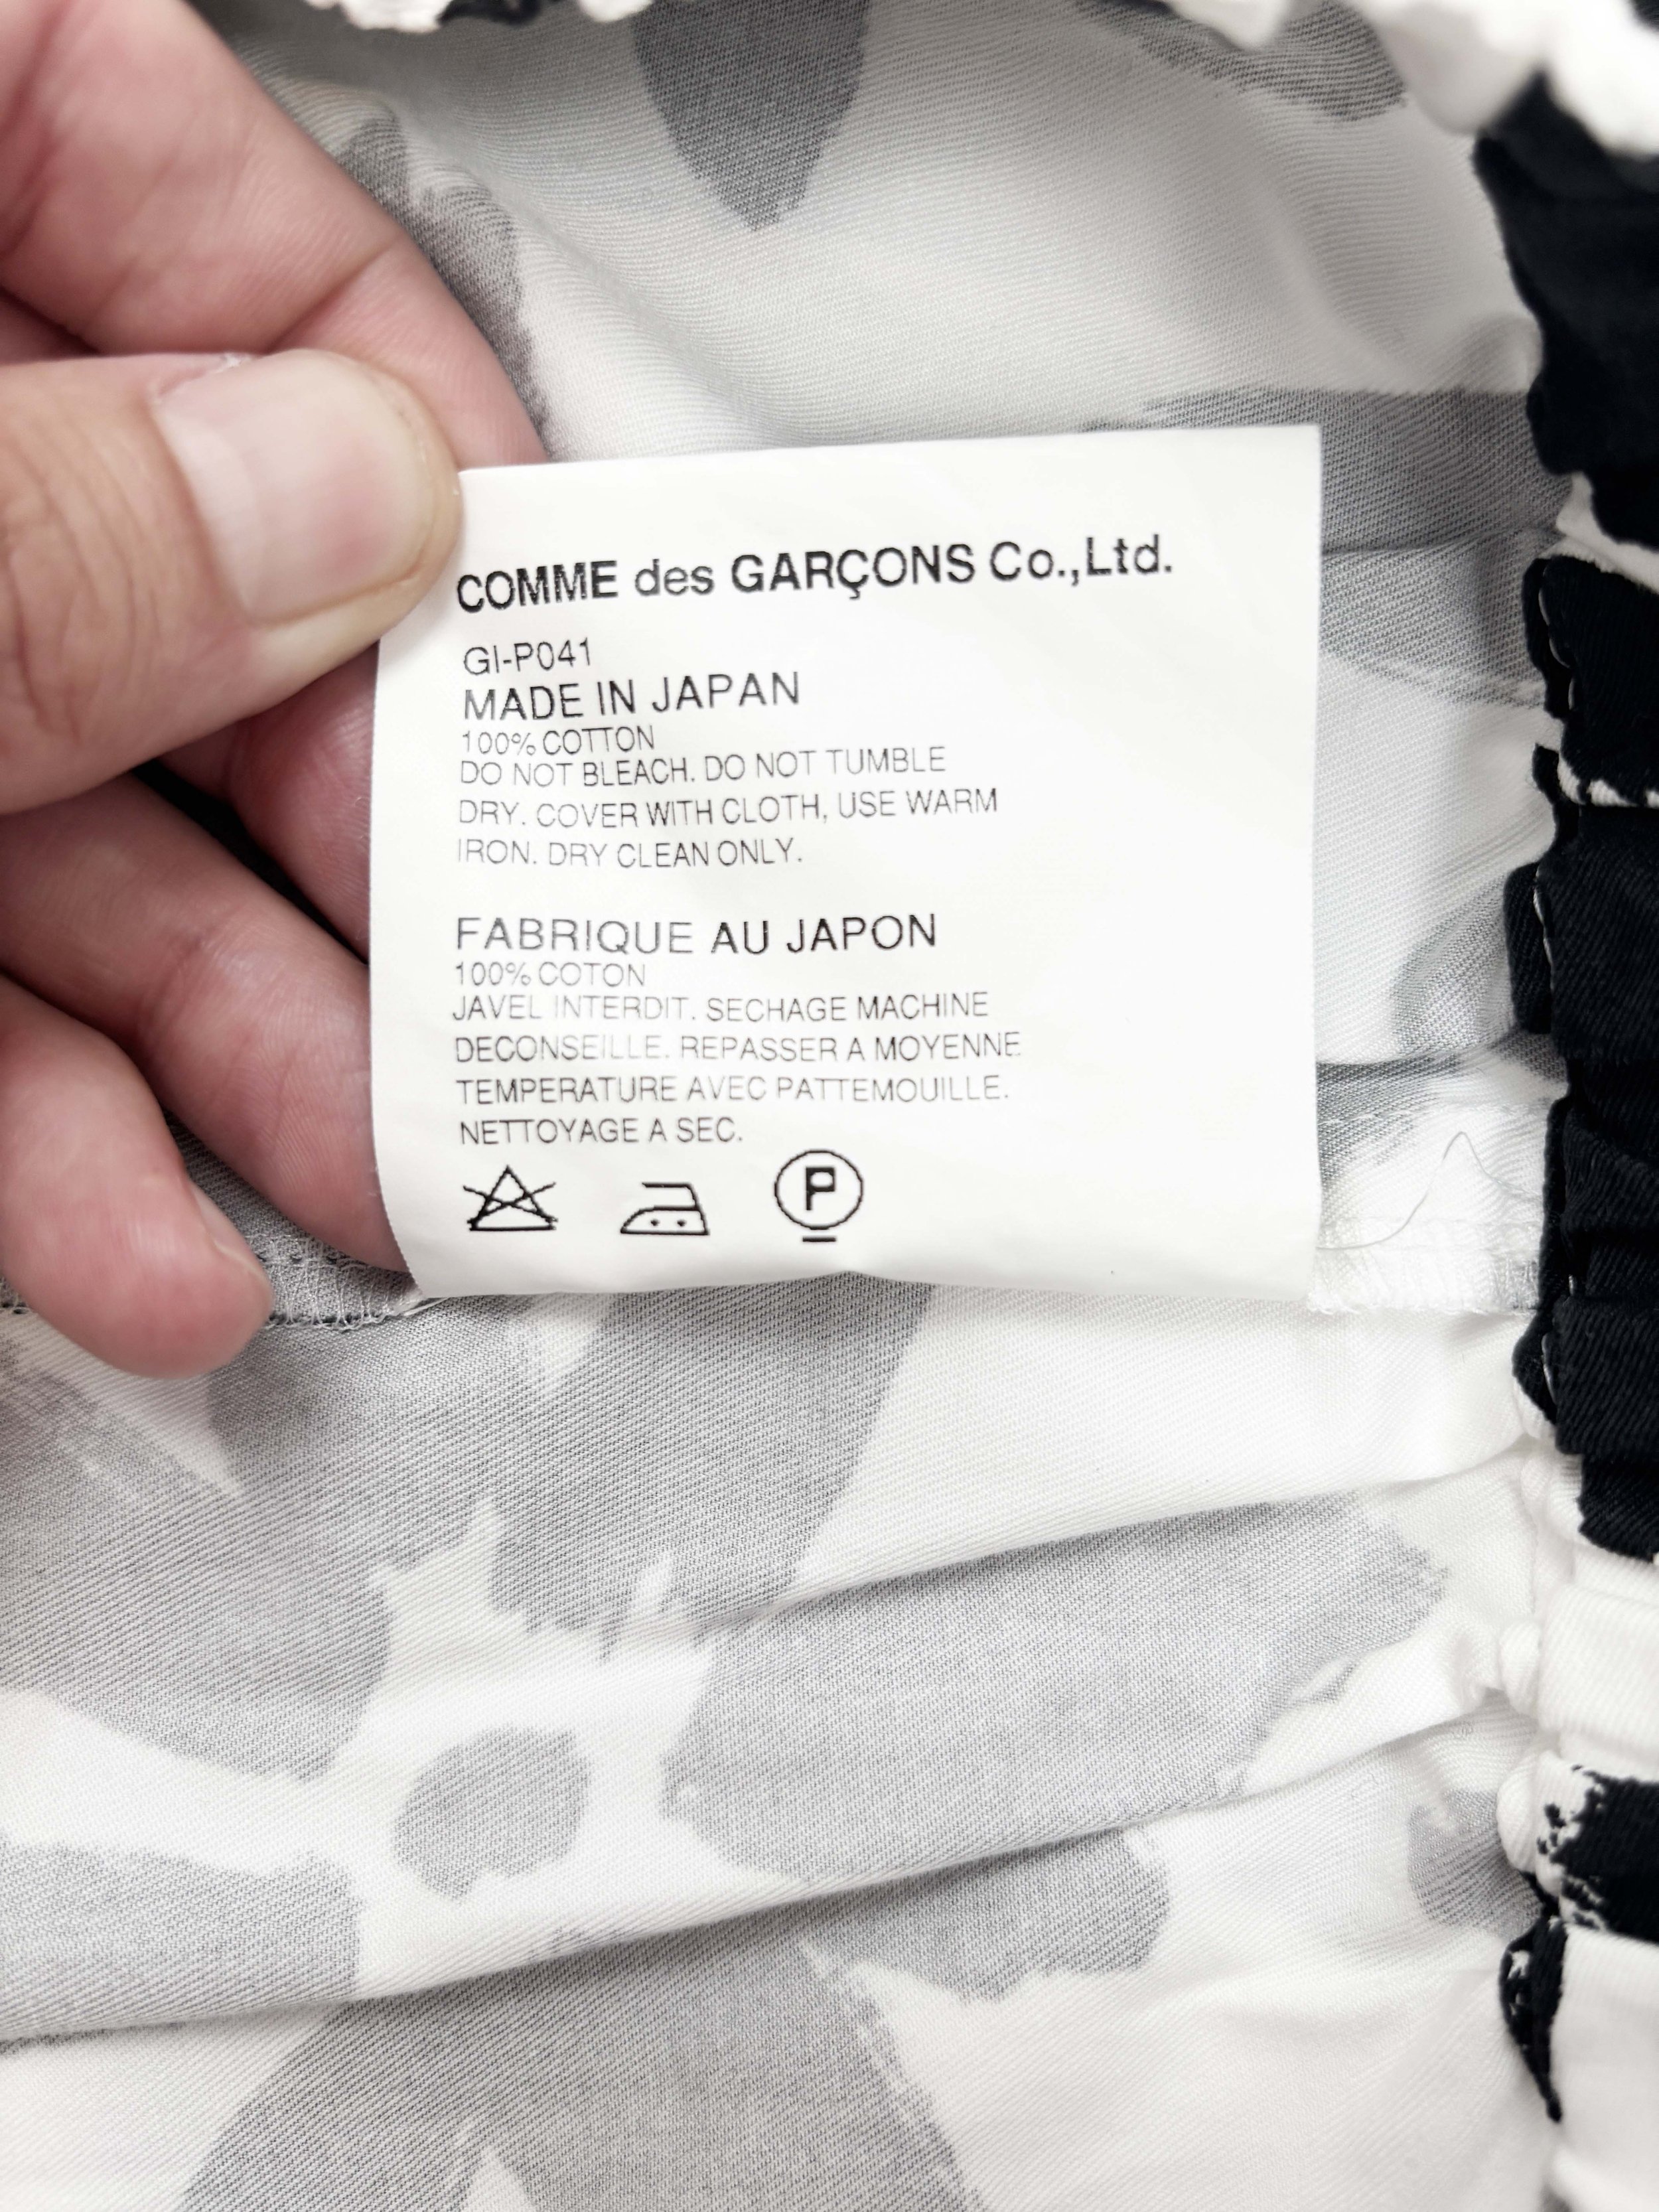 COMME des GARÇONS Co.,Ltd.
GI-P041
MADE IN JAPAN
100% COTTON
DO NOT BLEACH. DO NOT TUMBLE
DRY. COVER WITH CLOTH, USE WARM
IRON. DRY CLEAN ONLY.
FABRIQUE AU JAPON
100% COTON
JAVEL INTERDIT. SECHAGE MACHINE
DECONSEILLE. REPASSER A MOYENNE
TEMPERATURE AVEC PATTEMOUILLE.
NETTOYAGE A SEC.
P